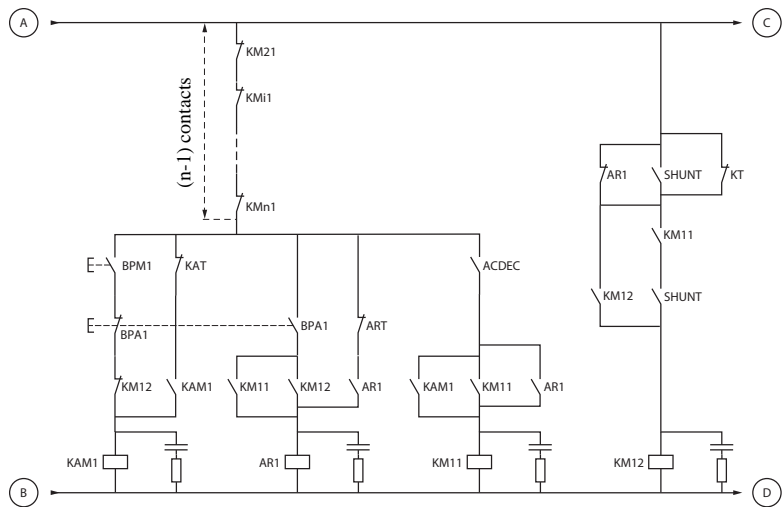 A
C
KM21
KMi1
(n-1) contacts
KMn1
AR1
SHUNT
KT
KM11
BPM1
KAT
ACDEC
KM12
SHUNT
BPA1
BPA1
ART
KM12
KAM1
KM11
KM12
AR1
KAM1
KM11
AR1
KAM1
AR1
KM11
KM12
B
D